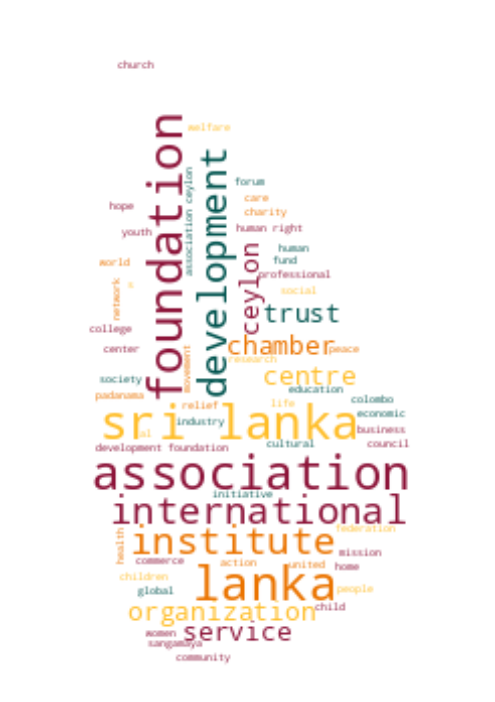 church
foundation
welfare
development
association ceylon
forum
hope
care
charity
youth
human right
ceylon
human
fund
world
professional
network
s
social
trust
college
chamber
center
peace
movement
research
centre
society
education
padanama
relief
life
colombo
sri lanka
economic
industry
al
business
cultural
council
development foundation
association
initiative
international
health
institute
federation
mission
commerce
action
united
home
children
lanka
global
people
organization
child
women
service
sangamaya
community